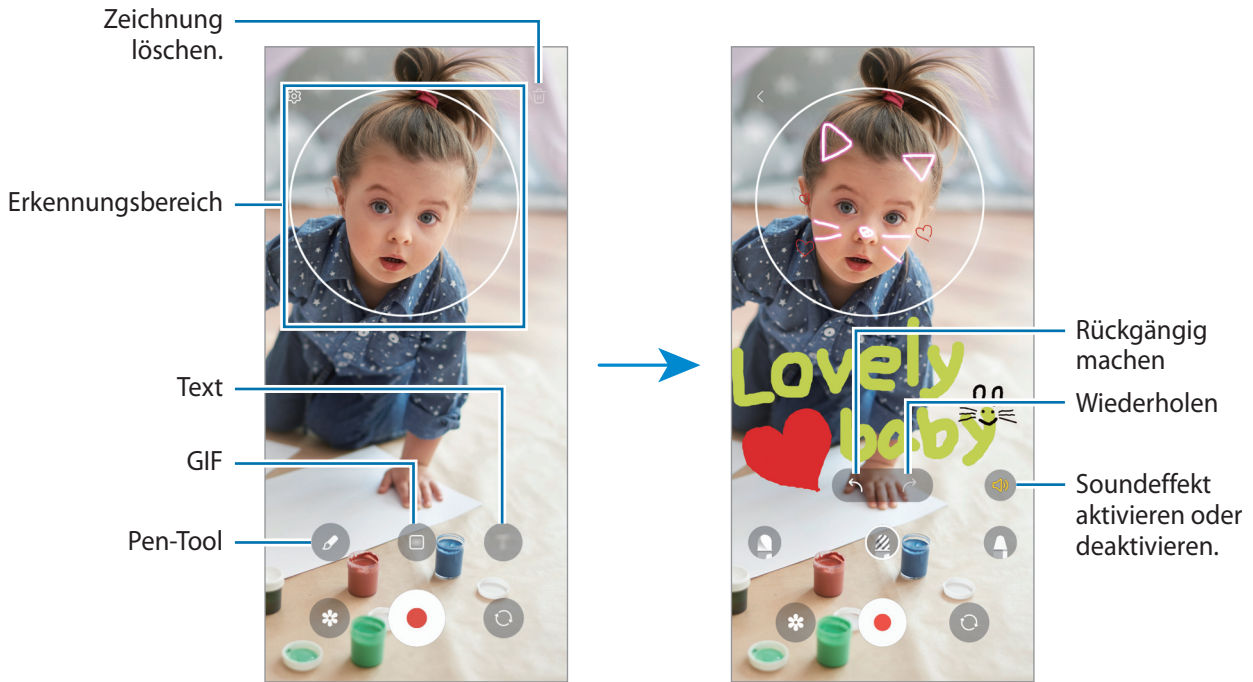 Zeichnung
löschen.
Erkennungsbereich
Text
GIF
Pen-Tool
T
Lovely
baby
Rückgängig
machen
Wiederholen
Soundeffekt
aktivieren oder
deaktivieren.